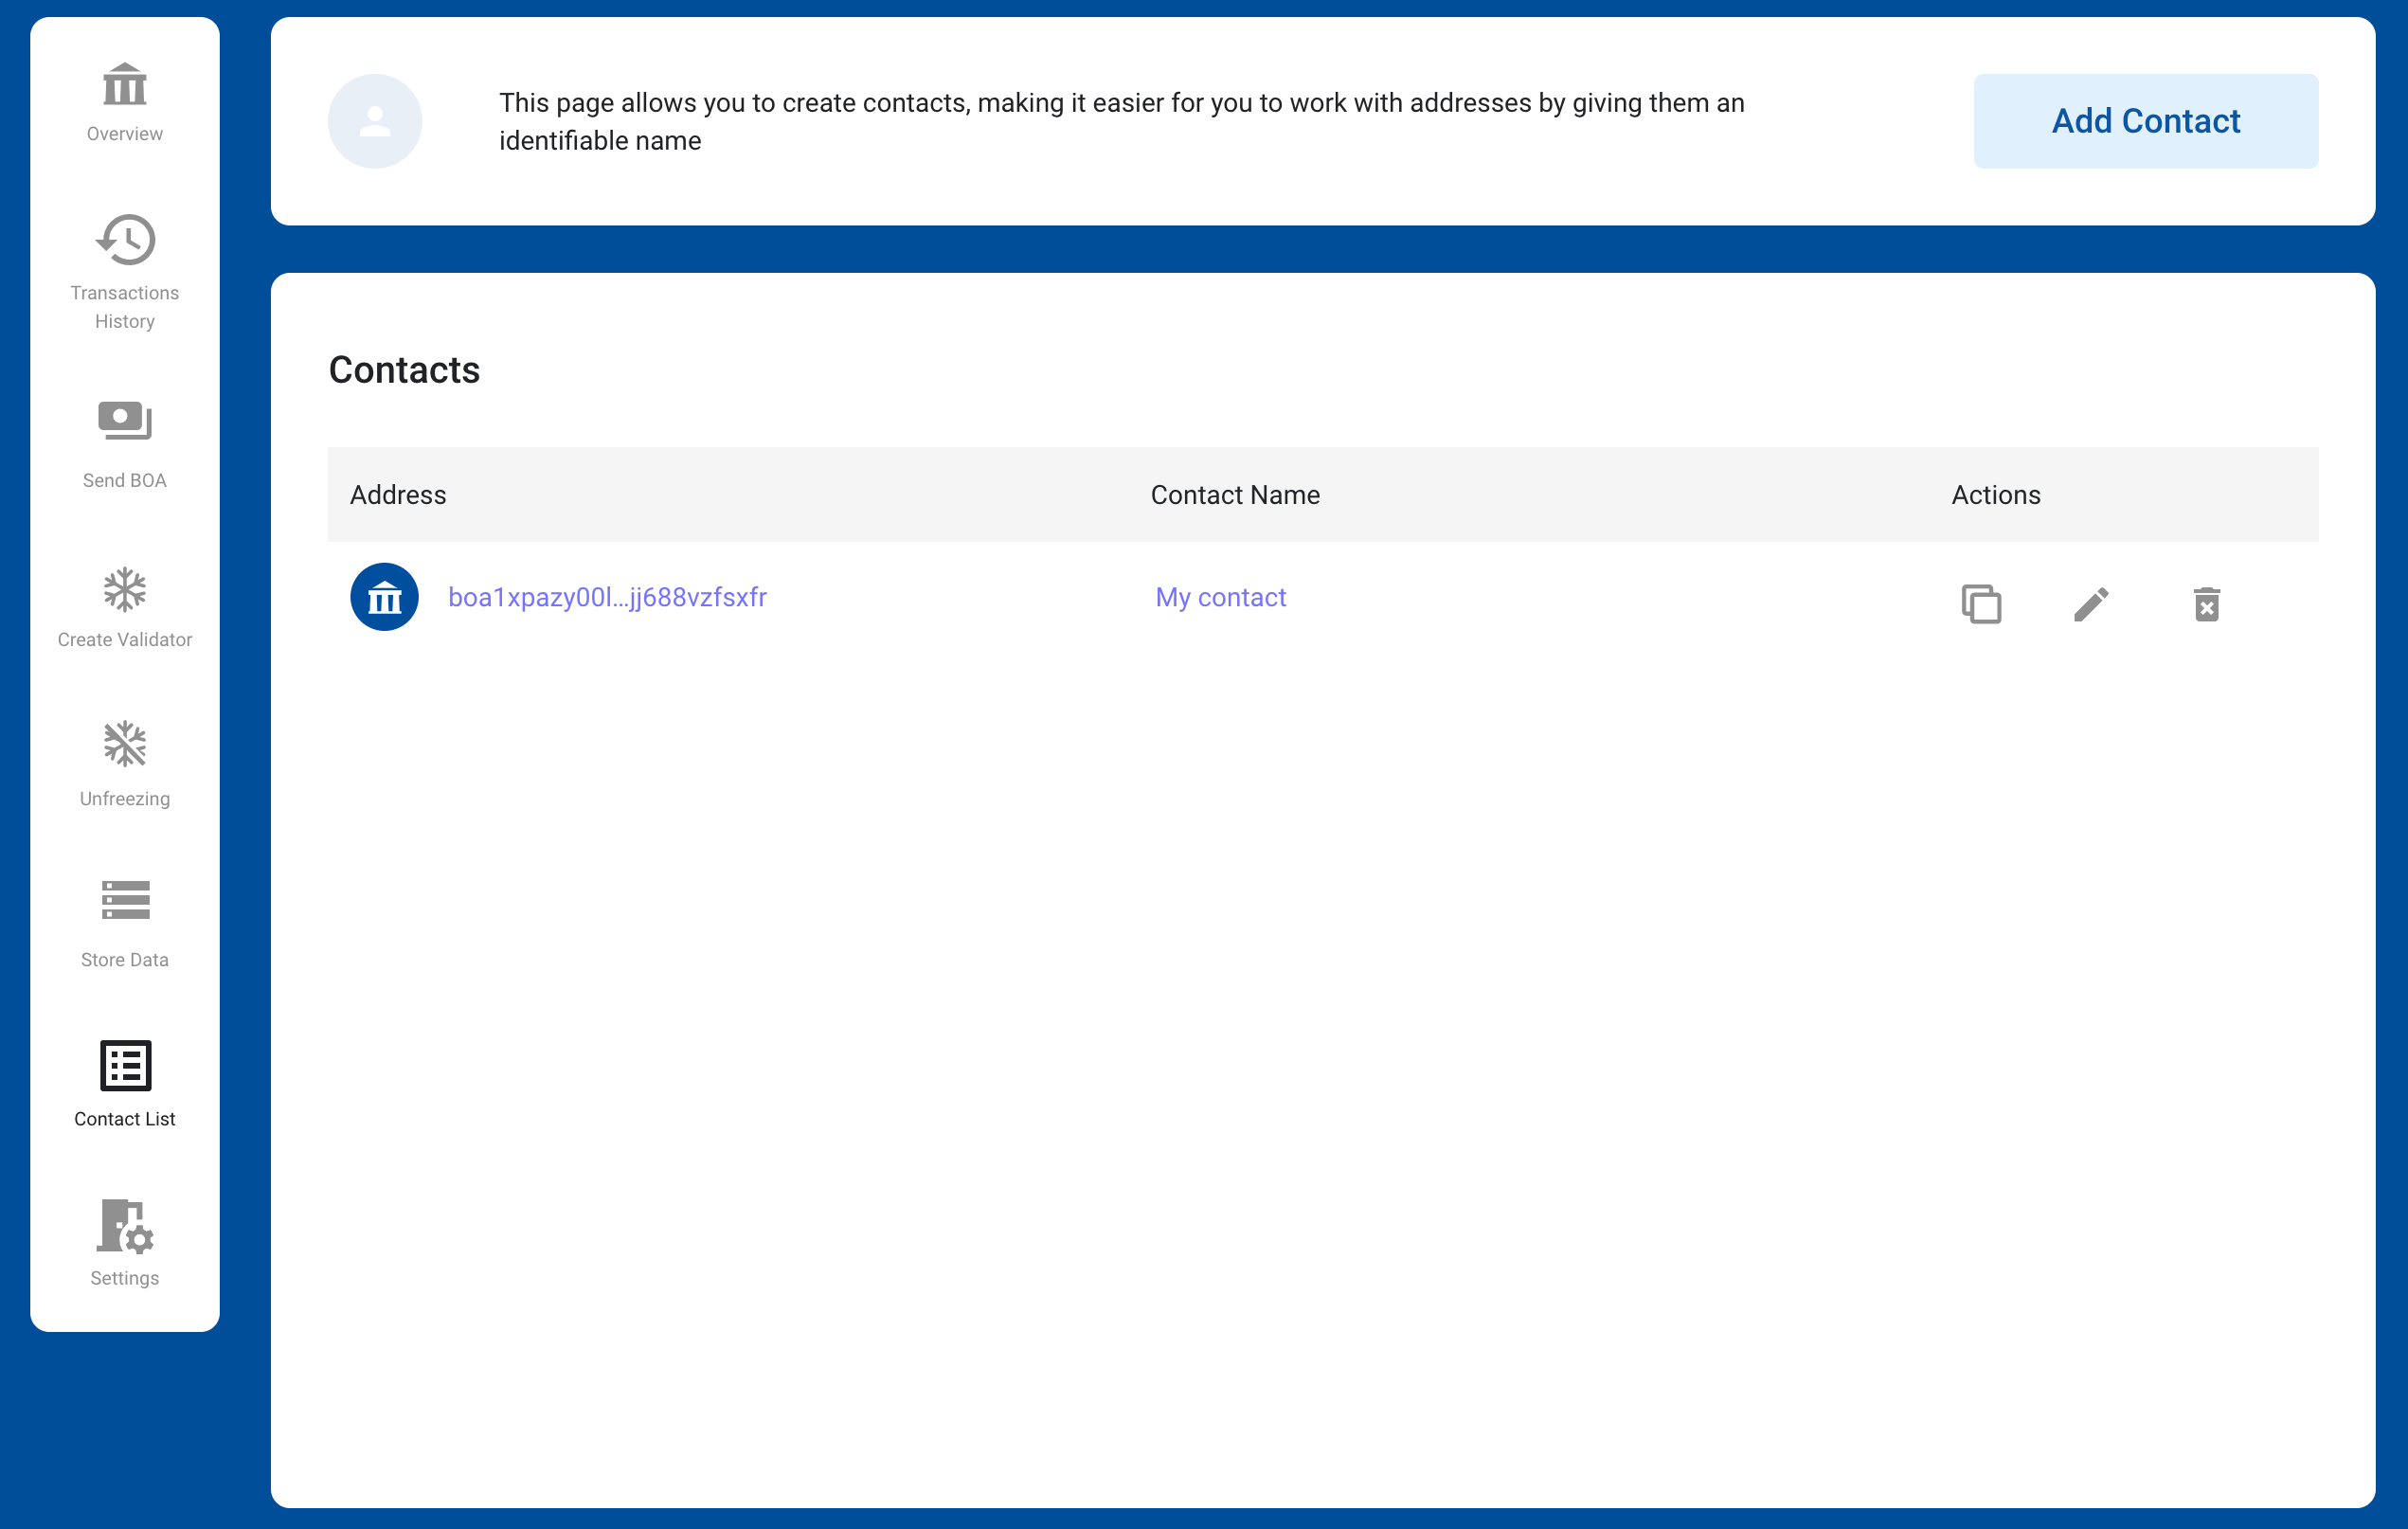 Overview
Transactions
History
Send BOA
Create Validator
Unfreezing
Store Data
Contact List
Settings
This page allows you to create contacts, making it easier for you to work with addresses by giving them an
identifiable name
Add Contact
Contacts
Address Contact Name Actions
boa1xpazy00l...jj688vzfsxfr My contact